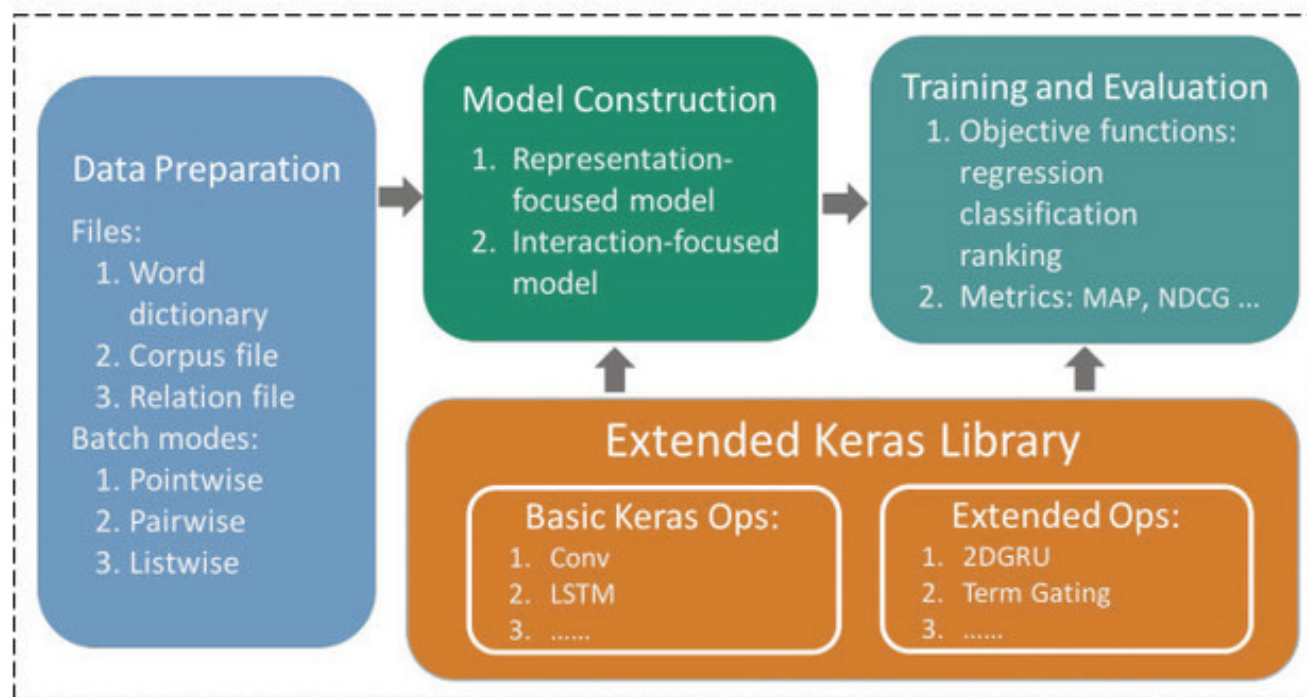 Data Preparation
Files:
1. Word
dictionary
2. Corpus file
3. Relation file
Batch modes:
1. Pointwise
2. Pairwise
3. Listwise
Model Construction
1. Representation-
focused model
2. Interaction-focused
model
Training and Evaluation
1. Objective functions:
regression
classification
ranking
2. Metrics: MAP, NDCG ...
Extended Keras Library
Basic Keras Ops:
1. Conv
2. LSTM
3. ......
Extended Ops:
1. 2DGRU
2. Term Gating
3. ......